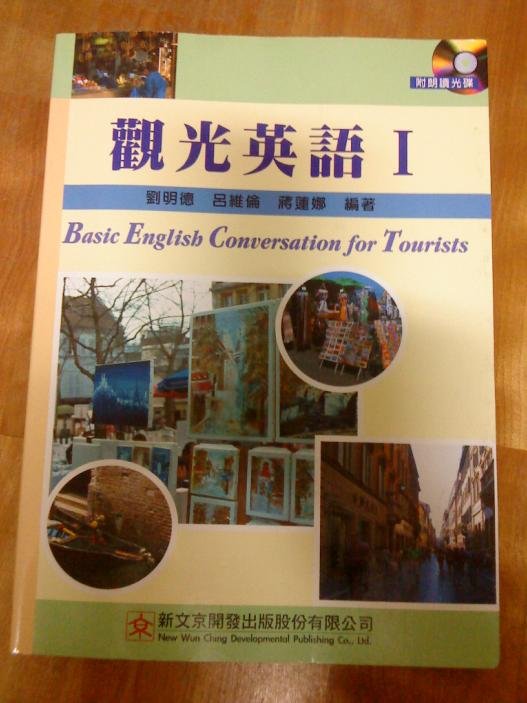 附朗讀光碟
觀光英語 I
劉明德 呂維倫 蔣蓮娜 編著
Basic English Conversation for Tourists
新文京開發出版股份有限公司
New Wun Ching Developmental Publishing Co., Ltd.